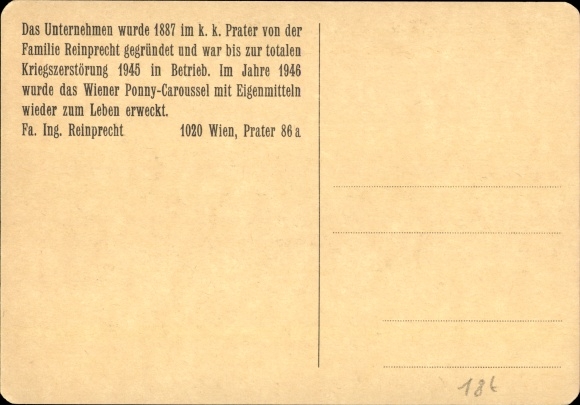 Das Unternehmen wurde 1887 im k. k. Prater von der
Familie Reinprecht gegründet und war bis zur totalen
Kriegszerstörung 1945 in Betrieb. Im Jahre 1946
wurde das Wiener Ponny-Caroussel mit Eigenmitteln
wieder zum Leben erweckt.
Fa. Ing. Reinprecht 1020 Wien, Prater 86 a